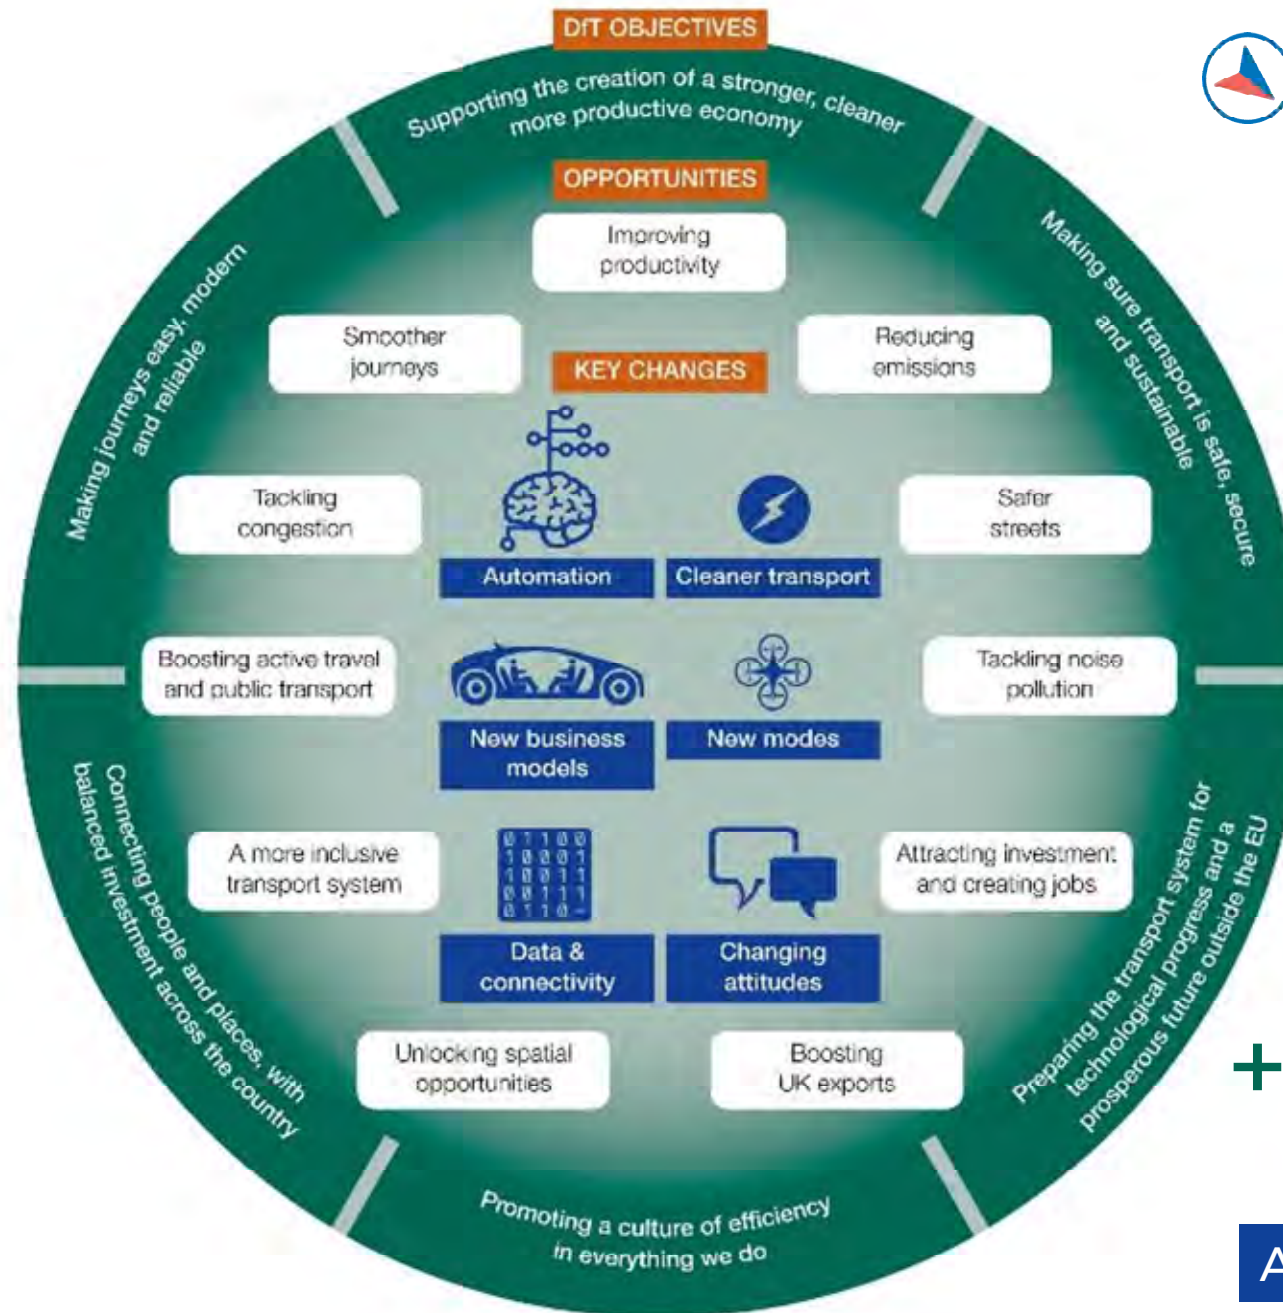 DfT OBJECTIVES
Supporting the creation of a stronger, cleaner
more productive economy
OPPORTUNITIES
Improving
productivity
Making journeys easy, modern
and reliable
Making sure transport is safe, secure
and sustainable
Smoother
journeys
KEY CHANGES
Reducing
emissions
Tackling
congestion
Automation
Cleaner transport
Safer
streets
Boosting active travel
and public transport
New business
models
New modes
Tackling noise
pollution
Connecting people and places, with
balanced investment across the country
A more inclusive
transport system
01100
10001
10011
00111
0110-
Data &
connectivity
Changing
attitudes
Attracting investment
and creating jobs
Preparing the transport system for
technological progress and a
prosperous future outside the EU
Unlocking spatial
opportunities
Boosting
UK exports
+
Promoting a culture of efficiency
in everything we do
A